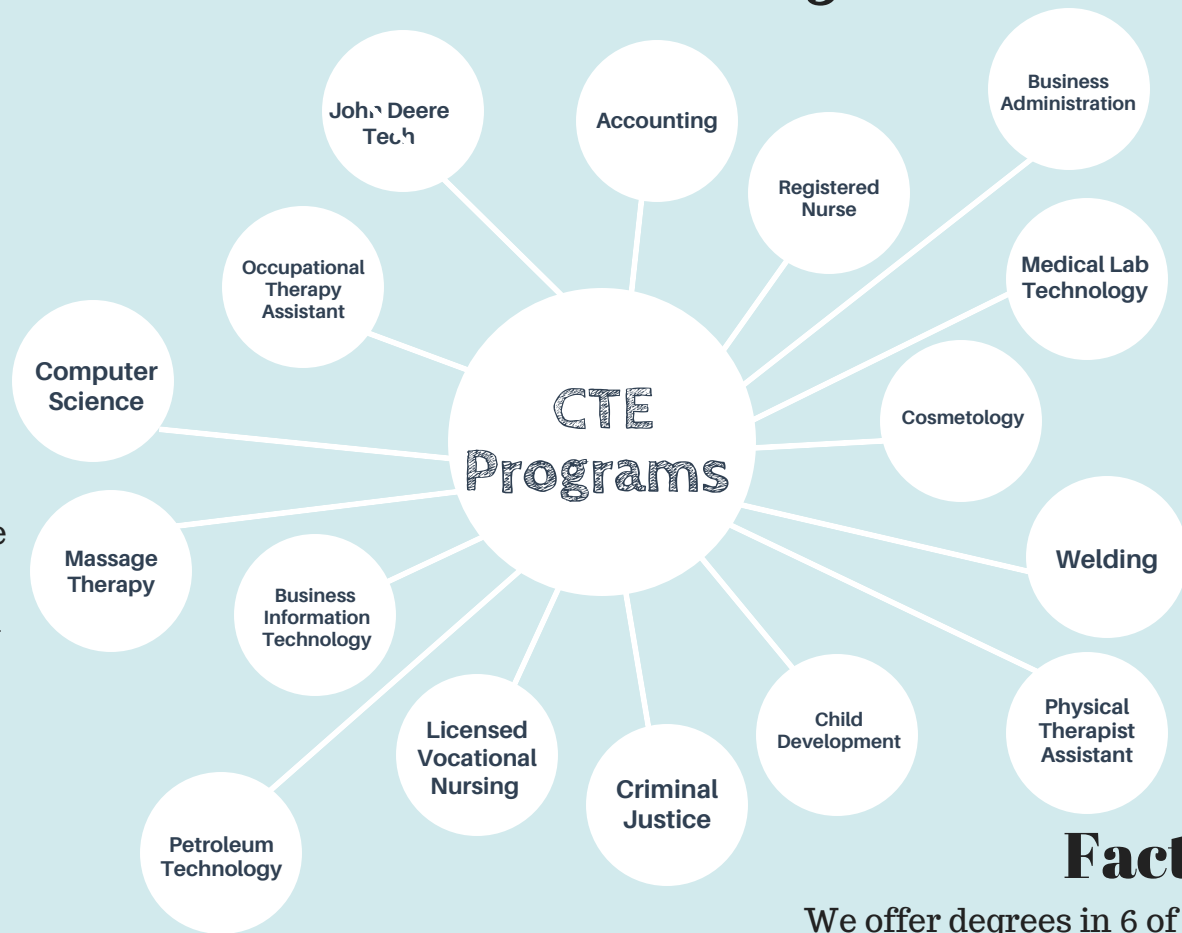 g
John Deere
Tech
Accounting
Business
Administration
Registered
Nurse
Occupational
Therapy
Assistant
Medical Lab
Technology
Computer
Science
CTE
Programs
Cosmetology
e
Massage
Therapy
Business
Information
Technology
Welding
Licensed
Vocational
Nursing
Criminal
Justice
Child
Development
Physical
Therapist
Assistant
Petroleum
Technology
Fact
We offer degrees in 6 of